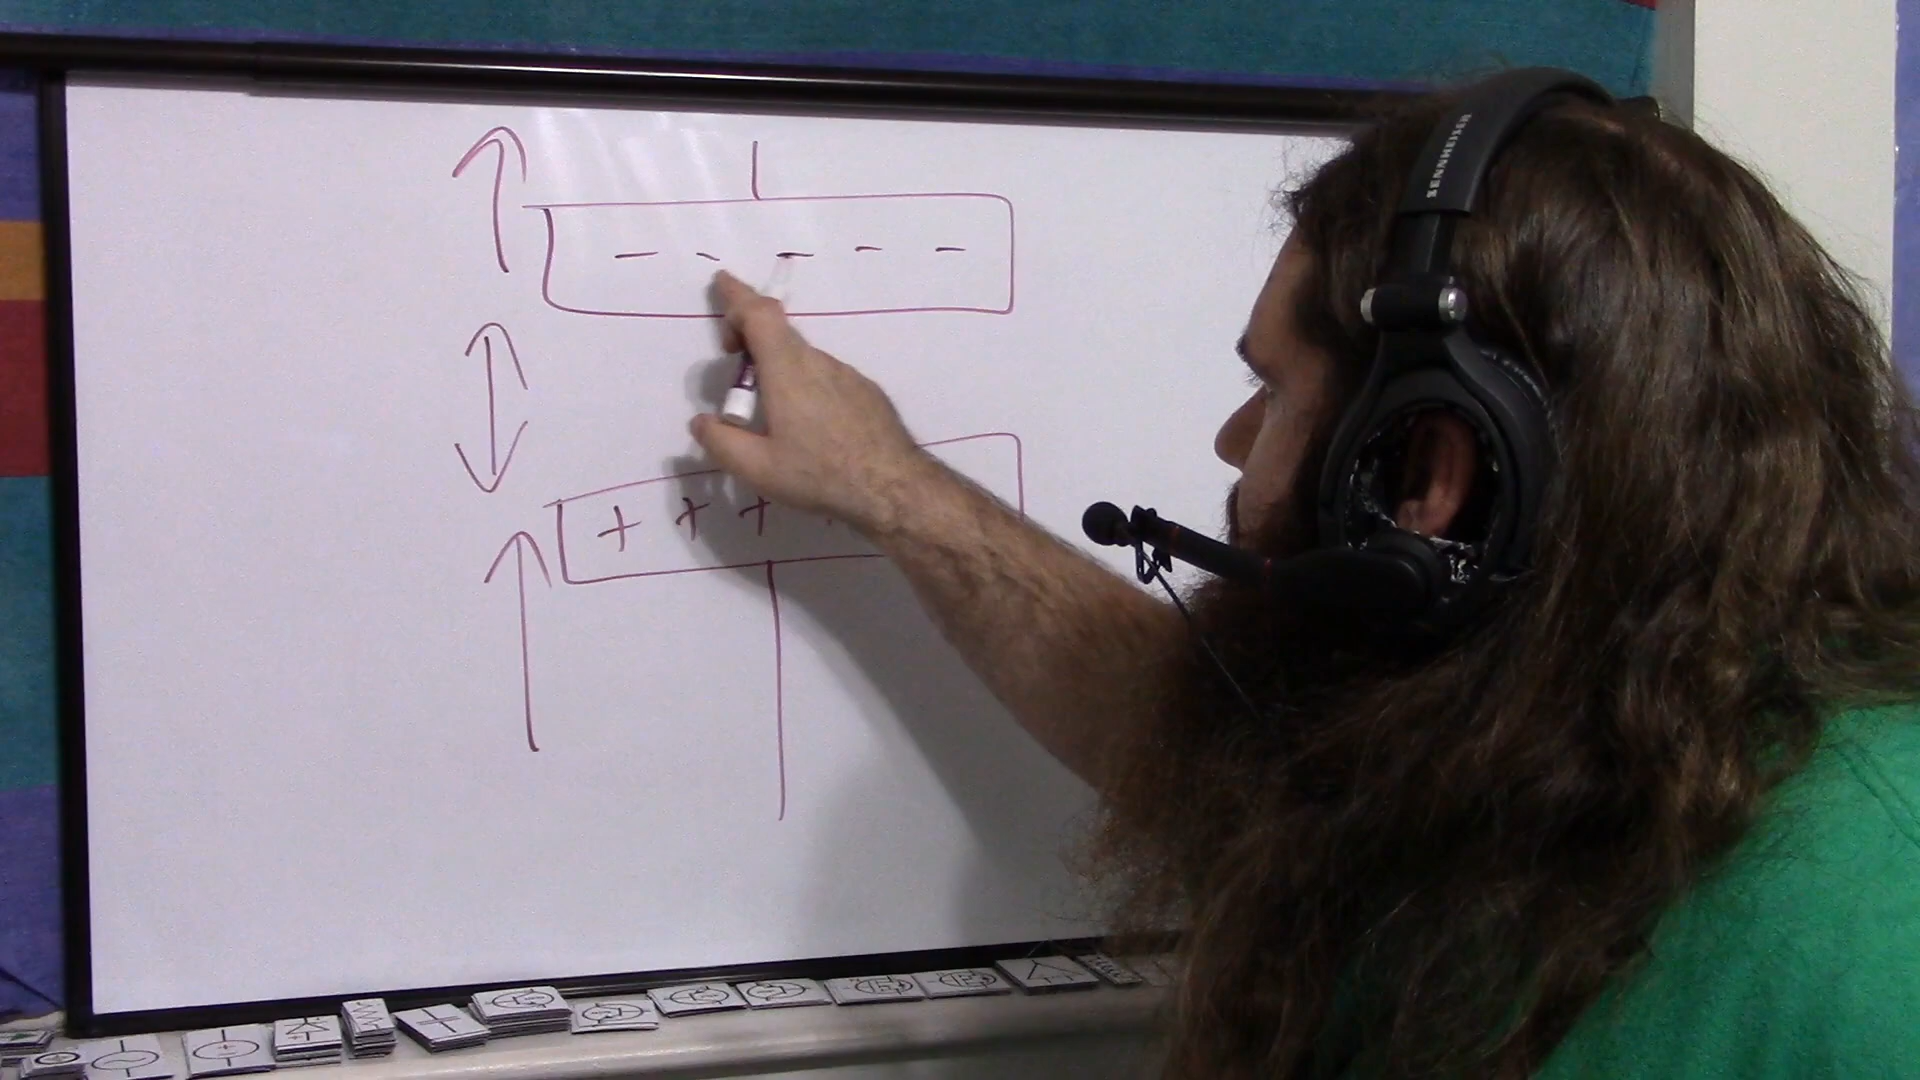 SENNHEISER
- - - - -
+ + +